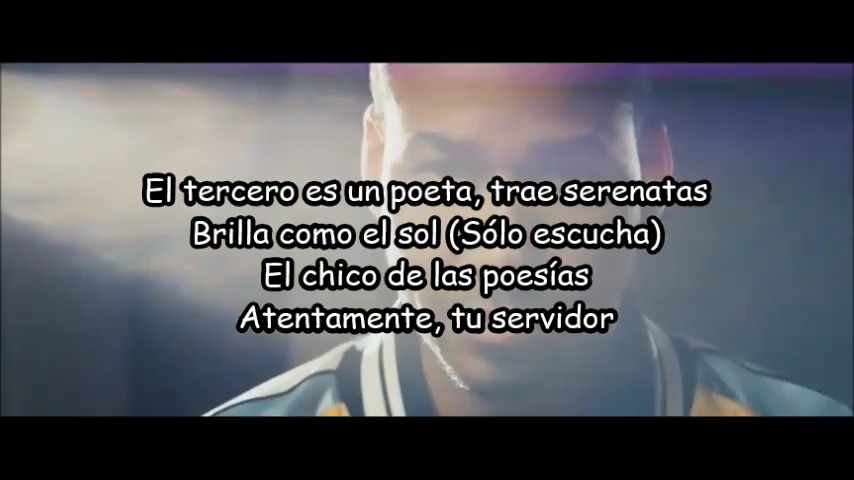 El tercero es un poeta, trae serenatas
Brilla como el sol (Sólo escucha)
El chico de las poesías
Atentamente, tu servidor